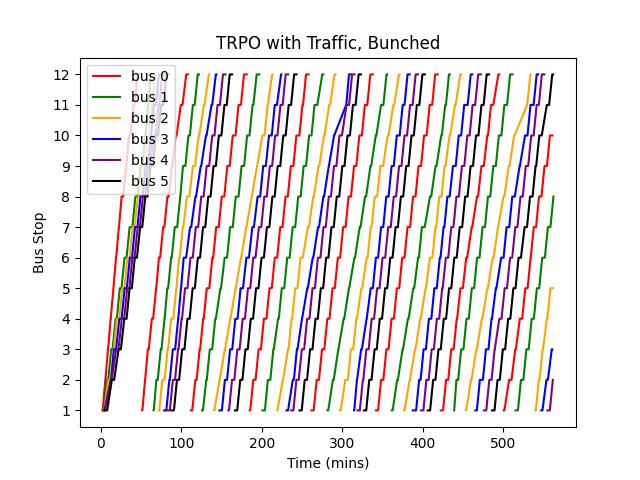 TRPO with Traffic, Bunched
bus 0
bus 1
bus 2
bus 3
bus 4
bus 5
12
11
10
9
8
7
6
5
4
3
2
1
Bus Stop
0 100 200 300 400 500
Time (mins)